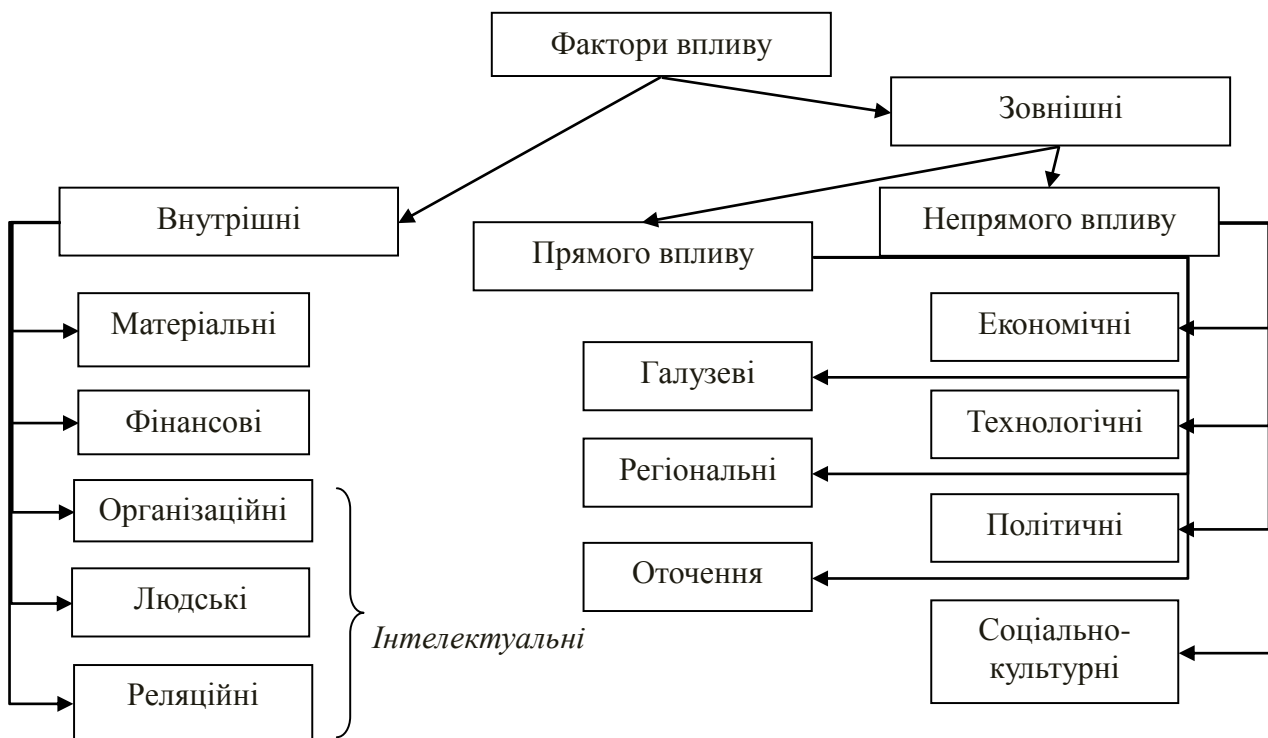 Фактори впливу
Зовнішні
Внутрішні
Непрямого впливу
Прямого впливу
Матеріальні
Економічні
Галузеві
Фінансові
Технологічні
Регіональні
Організаційні
Політичні
Оточення
Людські
Інтелектуальні
Соціально-
культурні
Реляційні